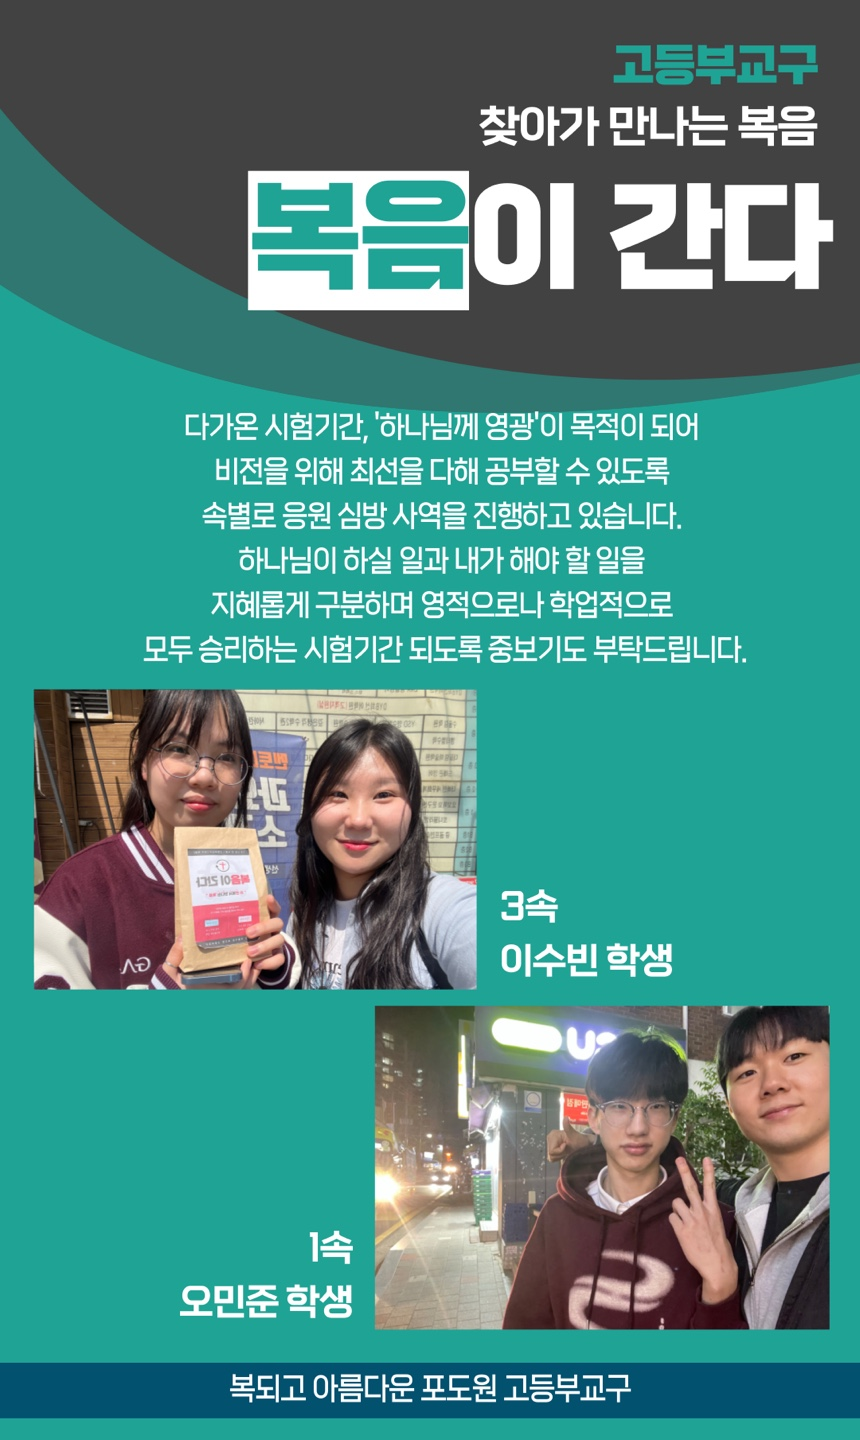 고등부교구
찾아가 만나는 복음
복음이 간다
다가온 시험기간, '하나님께 영광'이 목적이 되어
비전을 위해 최선을 다해 공부할 수 있도록
속별로 응원 심방 사역을 진행하고 있습니다.
하나님이 하실 일과 내가 해야 할 일을
지혜롭게 구분하며 영적으로나 학업적으로
모두 승리하는 시험기간 되도록 중보기도 부탁드립니다.
복음이 간다
3속
이수빈 학생
1속
오민준 학생
복되고 아름다운 포도원 고등부교구